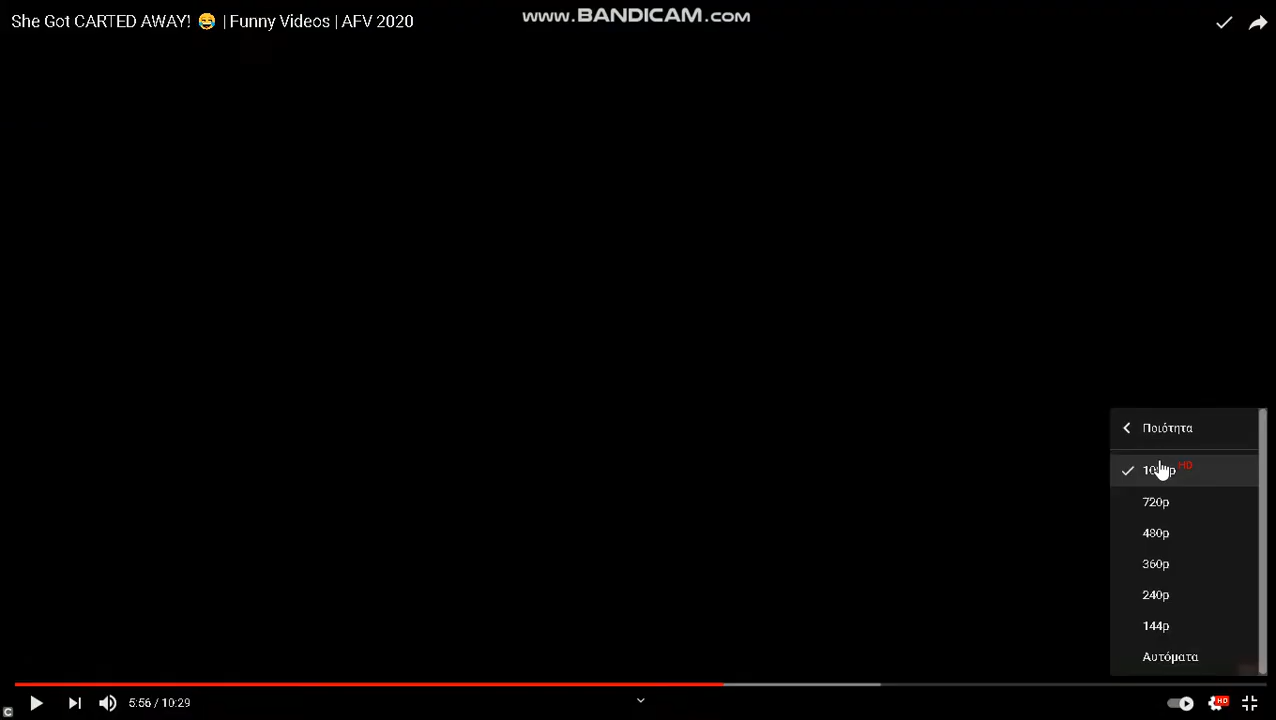 She Got CARTED AWAY! 😂 | Funny Videos | AFV 2020
WWW.BANDICAM.COM
Ποιότητα
HD
720p
480p
360p
240p
144p
Αυτόματα
5:56 / 10:29
HD